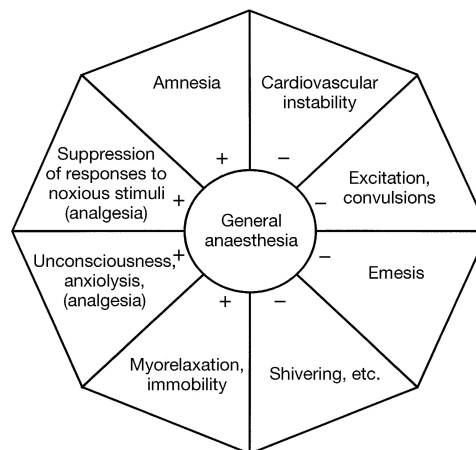 Amnesia
Cardiovascular
instability
Suppression
of responses to
noxious stimuli
(analgesia)
Excitation,
convulsions
+
−
+
−
General
anaesthesia
Unconsciousness,
anxiolysis,
(analgesia)
+
−
Emesis
+
−
Myorelaxation,
immobility
Shivering, etc.